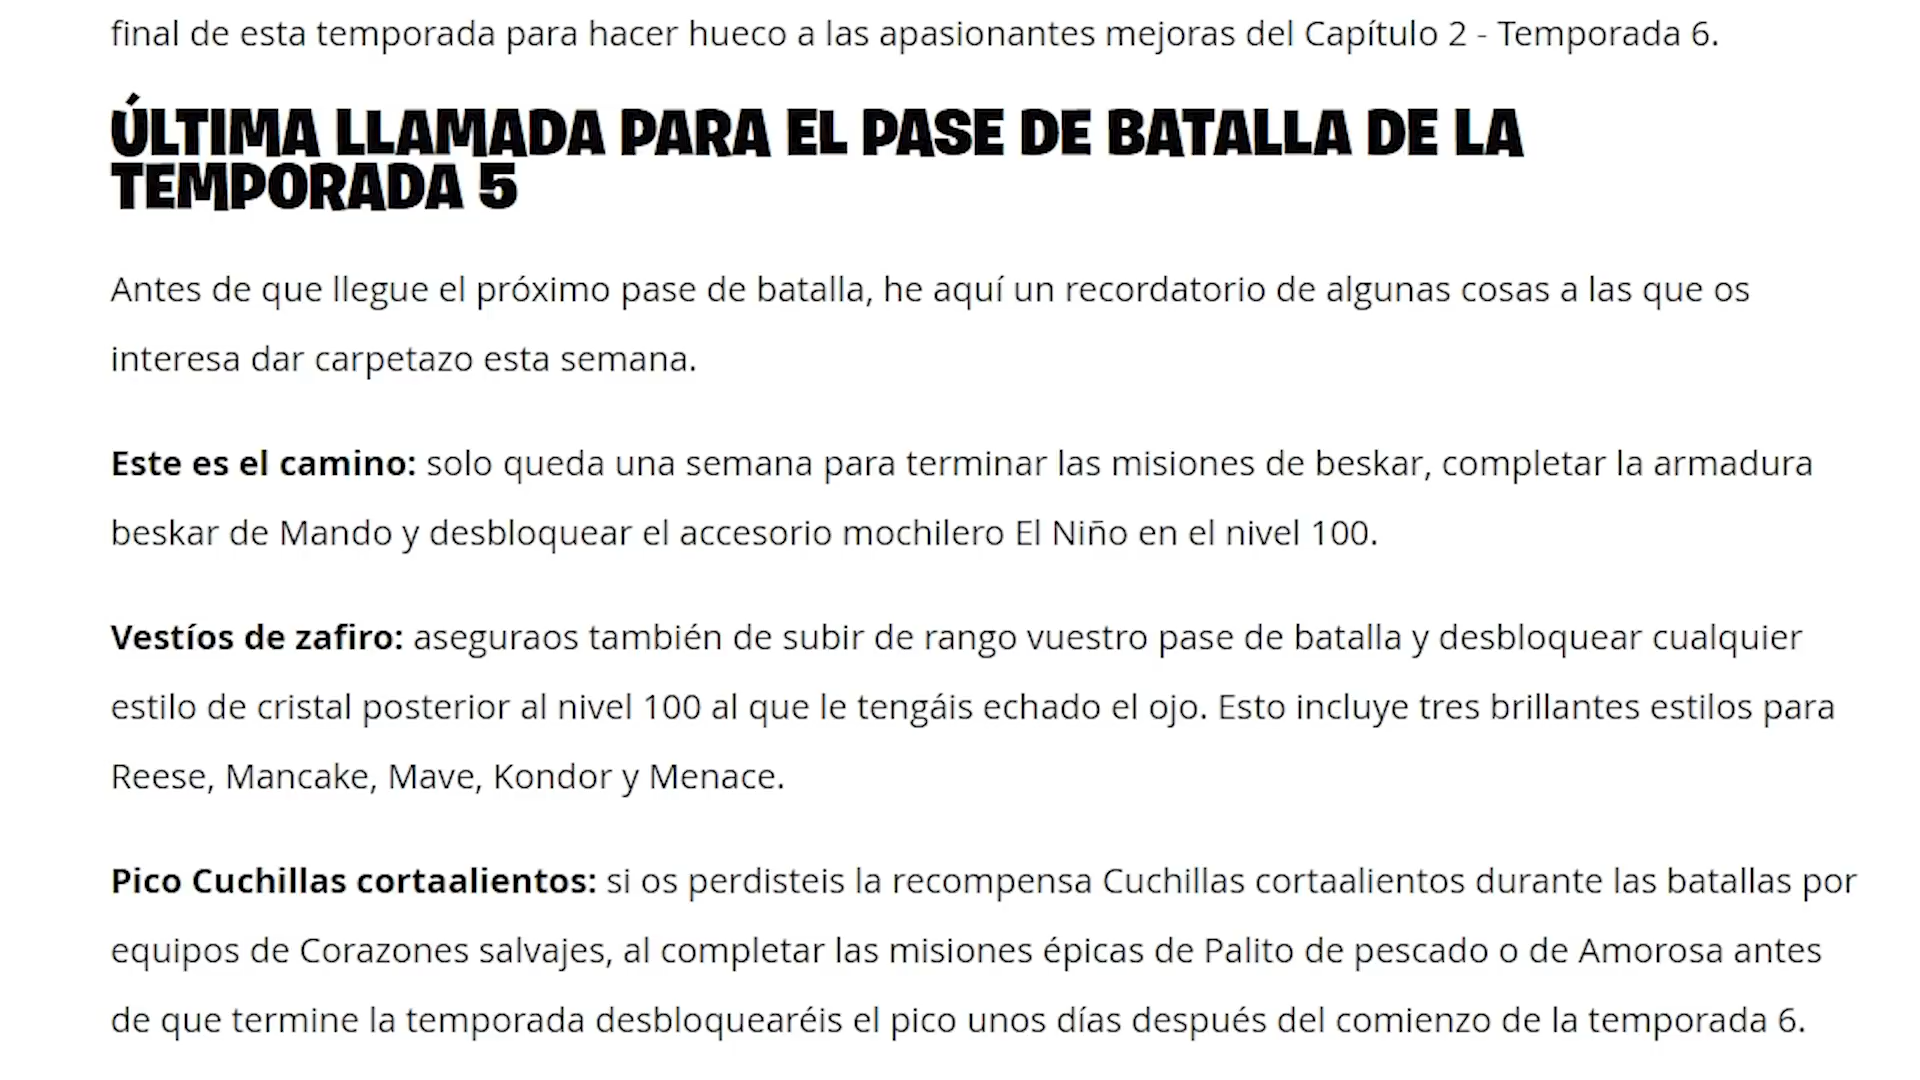 final de esta temporada para hacer hueco a las apasionantes mejoras del Capítulo 2 - Temporada 6.
ÚLTIMA LLAMADA PARA EL PASE DE BATALLA DE LA
TEMPORADA 5
Antes de que llegue el próximo pase de batalla, he aquí un recordatorio de algunas cosas a las que os
interesa dar carpetazo esta semana.
Este es el camino: solo queda una semana para terminar las misiones de beskar, completar la armadura
beskar de Mando y desbloquear el accesorio mochilero El Niño en el nivel 100.
Vestíos de zafiro: aseguraos también de subir de rango vuestro pase de batalla y desbloquear cualquier
estilo de cristal posterior al nivel 100 al que le tengáis echado el ojo. Esto incluye tres brillantes estilos para
Reese, Mancake, Mave, Kondor y Menace.
Pico Cuchillas cortaalientos: si os perdisteis la recompensa Cuchillas cortaalientos durante las batallas por
equipos de Corazones salvajes, al completar las misiones épicas de Palito de pescado o de Amorosa antes
de que termine la temporada desbloquearéis el pico unos días después del comienzo de la temporada 6.